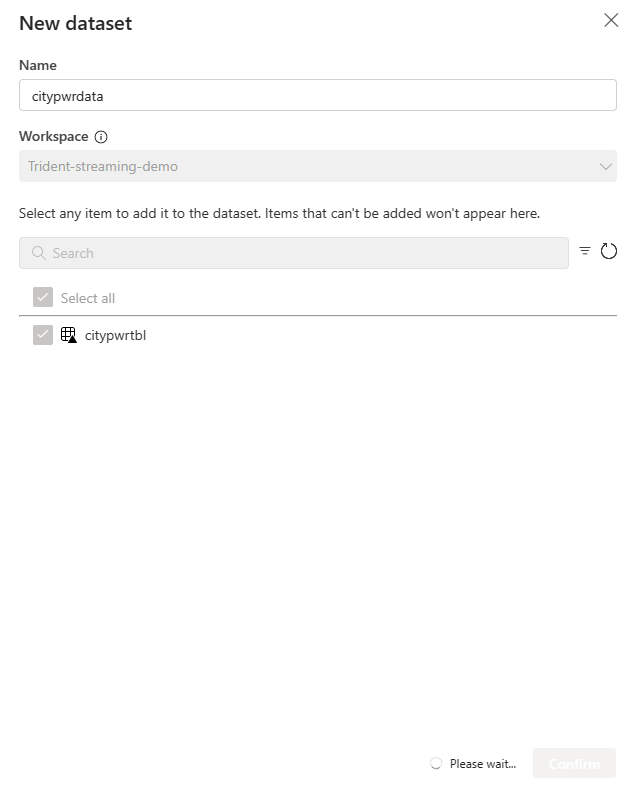 New dataset
Name
citypwrdata
Workspace
Trident-streaming-demo
Select any item to add it to the dataset. Items that can't be added won't appear here.
Search
Select all
citypwrtbl
Please wait...
Confirm